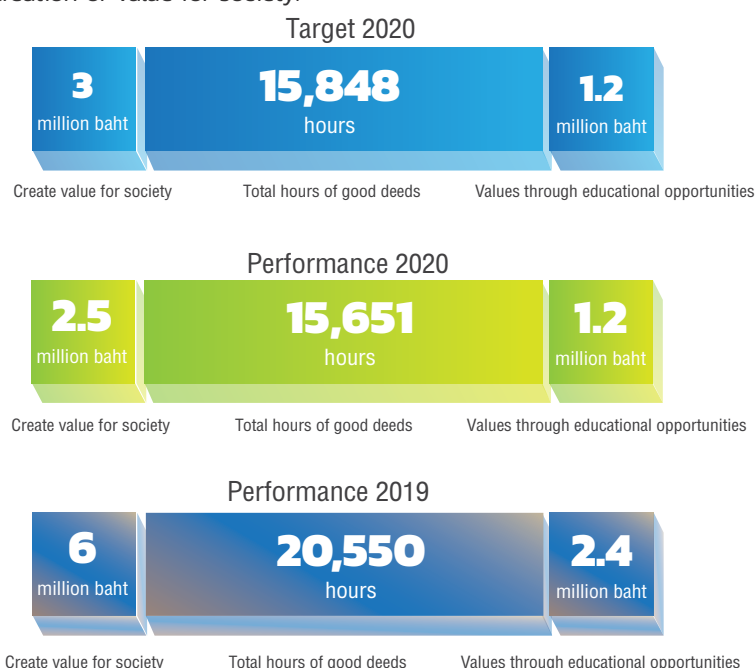 value for society.
Target 2020
3
million baht
15,848
hours
1.2
million baht
Create value for society
Total hours of good deeds
Values through educational opportunities
Performance 2020
2.5
million baht
15,651
hours
1.2
million baht
Create value for society
Total hours of good deeds
Values through educational opportunities
Performance 2019
6
million baht
20,550
hours
2.4
million baht
Create value for society
Total hours of good deeds
Values through educational opportunities